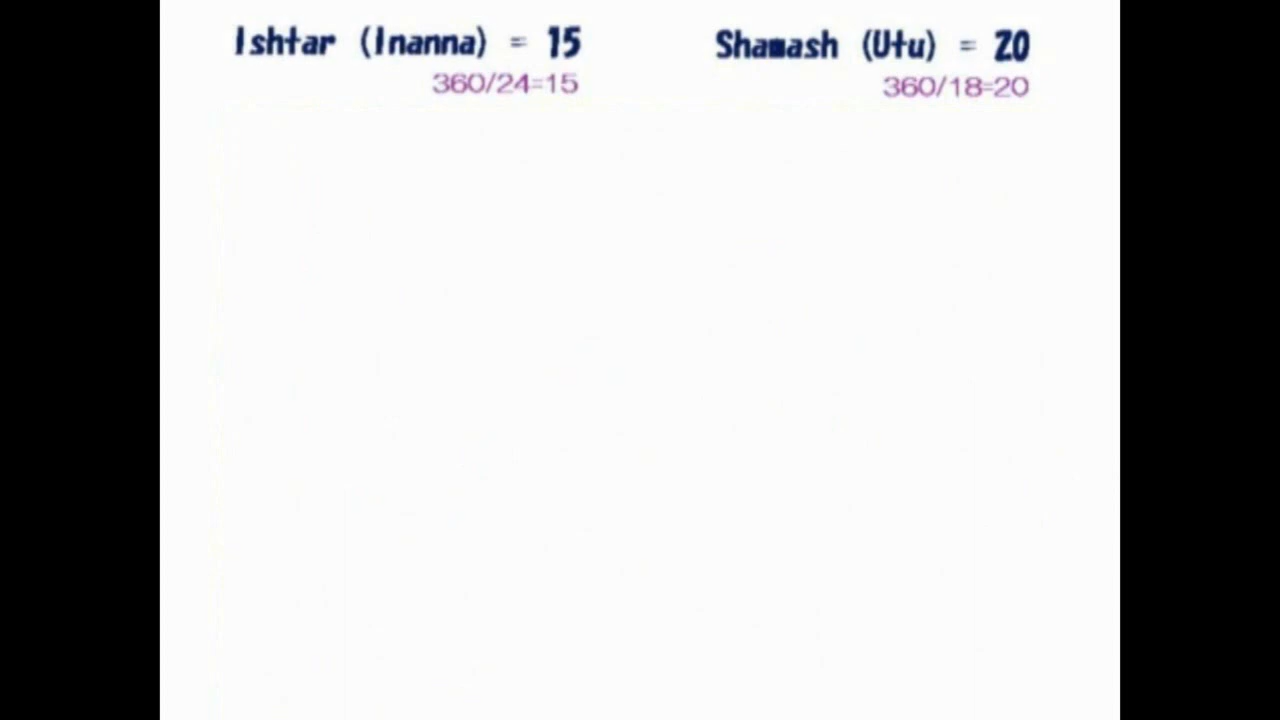 Ishtar (Inanna) = 15
360/24=15
Shamash (Utu) = 20
360/18=20